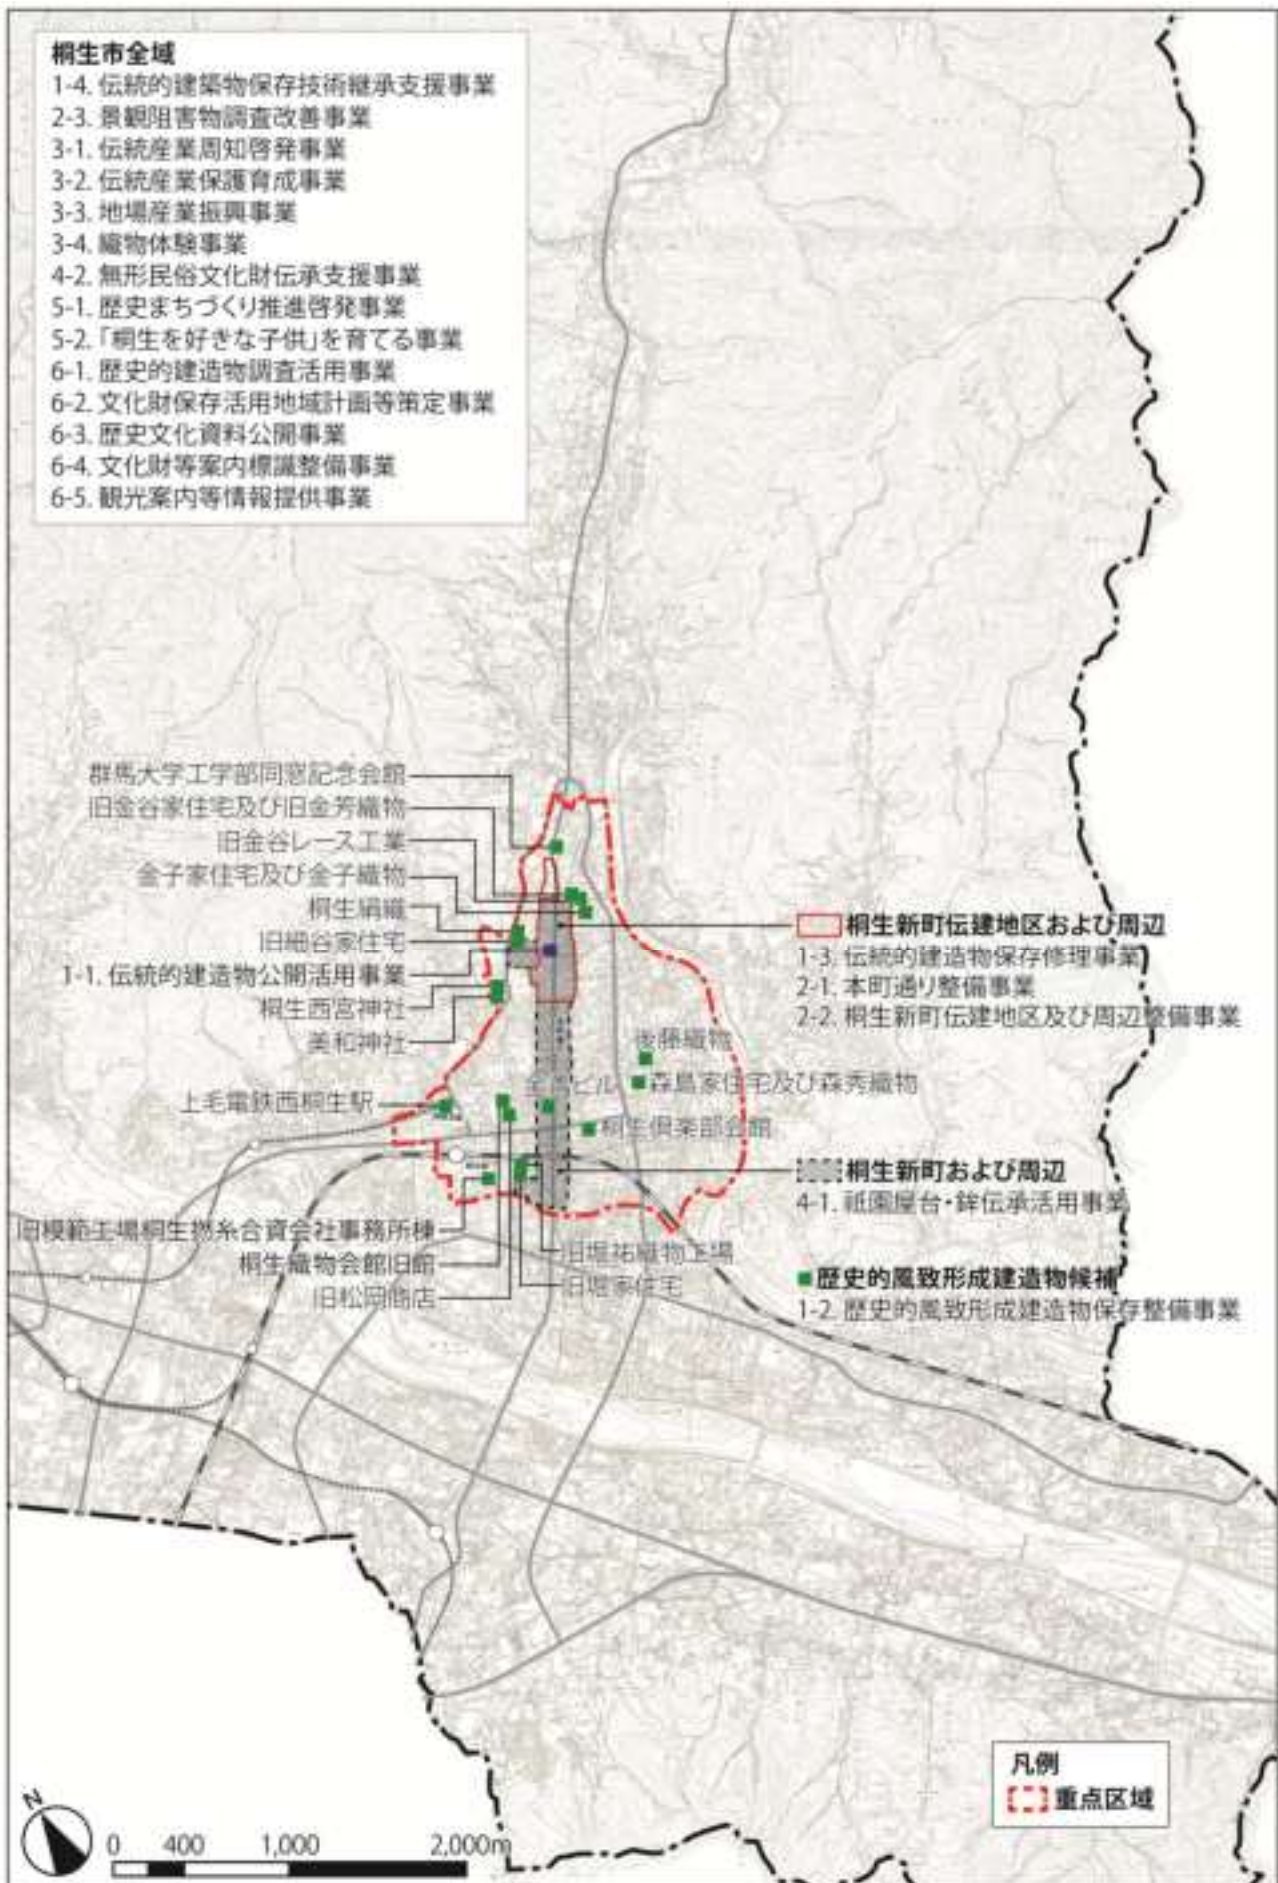 桐生市全域
1-4. 伝統的建築物保存技術継承支援事業
2-3. 景観阻害物調査改善事業
3-1. 伝統産業周知啓発事業
3-2. 伝統産業保護育成事業
3-3. 地場産業振興事業
3-4. 織物体験事業
4-2. 無形民俗文化財伝承支援事業
5-1. 歴史まちづくり推進啓発事業
5-2. 「桐生を好きな子供」を育てる事業
6-1. 歴史的建造物調査活用事業
6-2. 文化財保存活用地域計画等策定事業
6-3. 歴史文化資料公開事業
6-4. 文化財等案内標識整備事業
6-5. 観光案内等情報提供事業
群馬大学工学部同窓記念会館
旧金谷家住宅及び旧金芳織物
旧金谷レース工業
金子家住宅及び金子織物
桐生絹織
旧細谷家住宅
1-1. 伝統的建造物公開活用事業
桐生西宮神社
美和神社
上毛電鉄西桐生駅
旧模範工場桐生撚糸合資会社事務所棟
桐生織物会館旧館
旧松岡商店
後藤織物
ビル
森島家住宅及び森秀織物
桐生倶楽部会館
旧堀祐織物工場
旧堀家住宅
桐生新町伝建地区および周辺
1-3. 伝統的建造物保存修理事業
2-1. 本町通り整備事業
2-2. 桐生新町伝建地区及び周辺整備事業
桐生新町および周辺
4-1. 祇園屋台・鉾伝承活用事業
歴史的風致形成建造物候補
1-2. 歴史的風致形成建造物保存整備事業
凡例
重点区域
N
0 400 1,000 2,000m